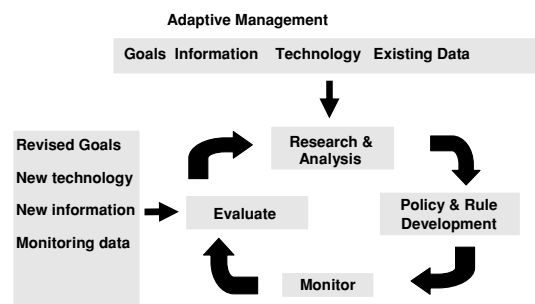 Adaptive Management
Goals Information Technology Existing Data
Research &
Analysis
Revised Goals
New technology
New information
Monitoring data
Evaluate
Policy & Rule
Development
Monitor